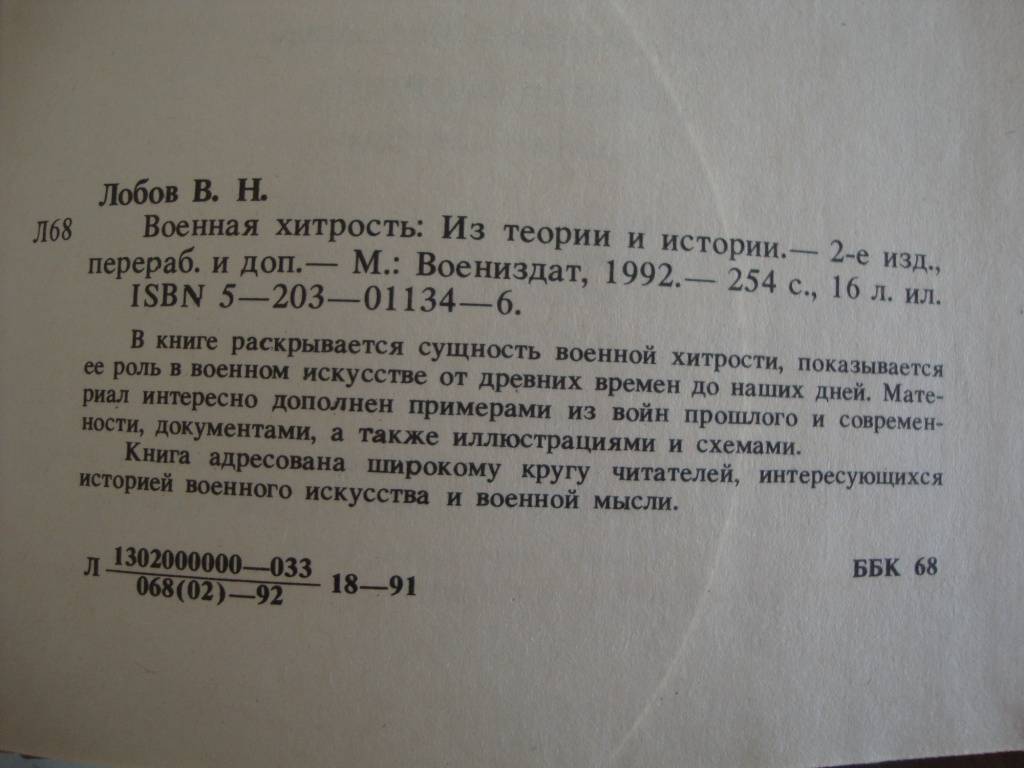 Лобов В. Н.
Л68 Военная хитрость: Из теории и истории.— 2-е изд.,
перераб. и доп.— М.: Воениздат, 1992.— 254 с., 16 л. ил.
ISBN 5—203—01134—6.
В книге раскрывается сущность военной хитрости, показывается
ее роль в военном искусстве от древних времен до наших дней. Мате-
риал интересно дополнен примерами из войн прошлого и современ-
ности, документами, а также иллюстрациями и схемами.
Книга адресована широкому кругу читателей, интересующихся
историей военного искусства и военной мысли.
Л 1302000000—033 18—91 ББК 68
068(02)—92